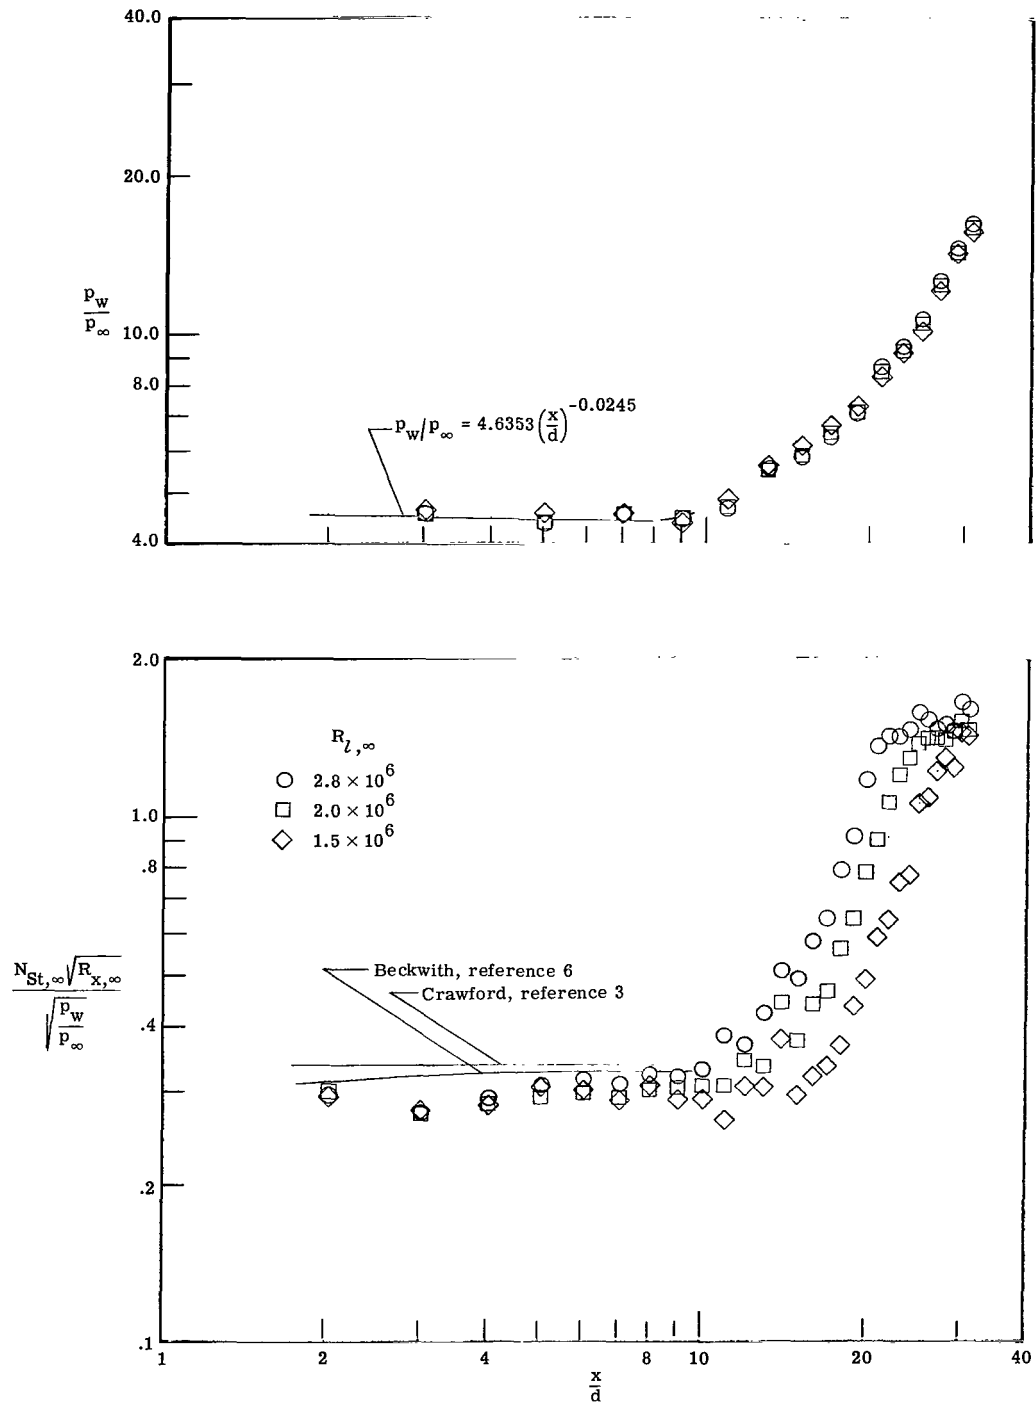 40.0
20.0
p_w/p_∞
10.0
8.0
p_w/p_∞ = 4.6353(x/d)^-0.0245
4.0
2.0
R_l,∞
2.8 × 10^6
2.0 × 10^6
1.5 × 10^6
1.0
.8
N_St,∞ √R_x,∞ / √(p_w/p_∞)
Beckwith, reference 6
Crawford, reference 3
.4
.2
.1
1 2 4 8 10 20 40
x/d